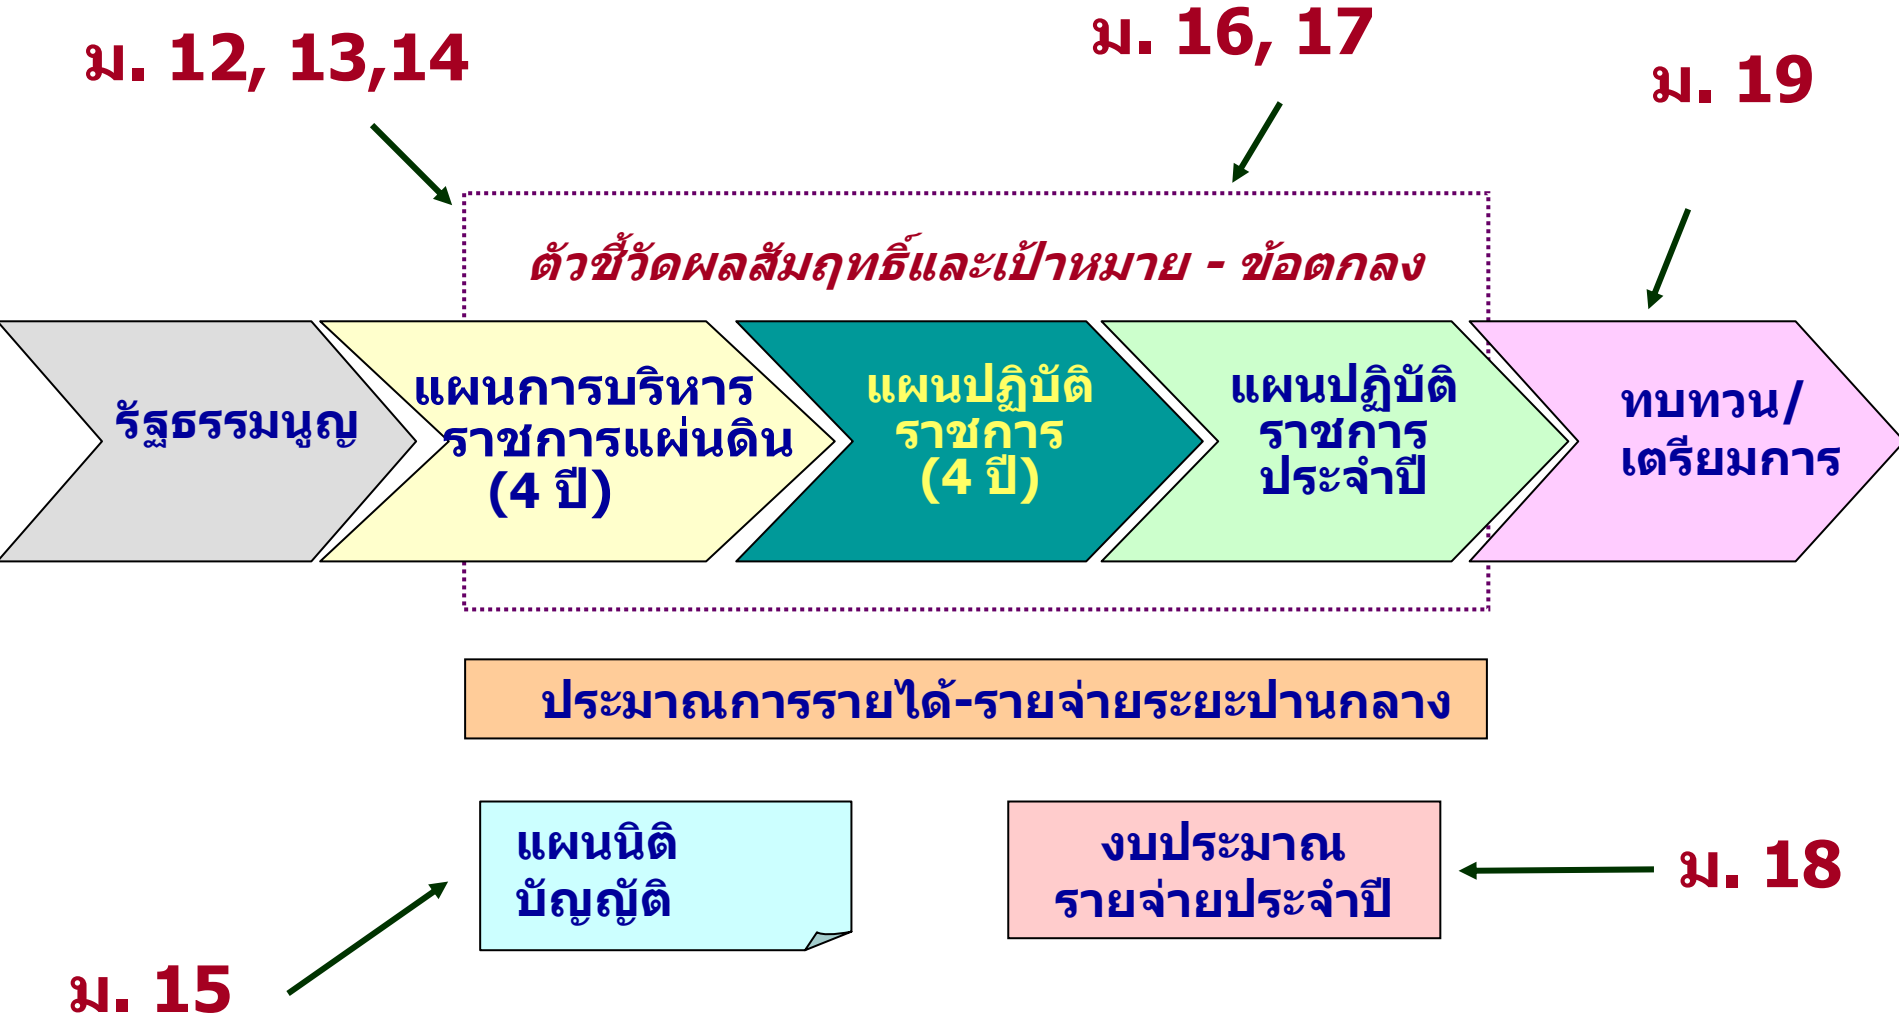 ม. 12, 13,14
ม. 16, 17
ม. 19
ตัวชี้วัดผลสัมฤทธิ์และเป้าหมาย - ข้อตกลง
รัฐธรรมนูญ
แผนการบริหาร
ราชการแผ่นดิน
(4 ปี)
แผนปฏิบัติ
ราชการ
(4 ปี)
แผนปฏิบัติ
ราชการ
ประจำปี
ทบทวน/
เตรียมการ
ประมาณการรายได้-รายจ่ายระยะปานกลาง
แผนนิติ
บัญญัติ
งบประมาณ
รายจ่ายประจำปี
ม. 18
ม. 15